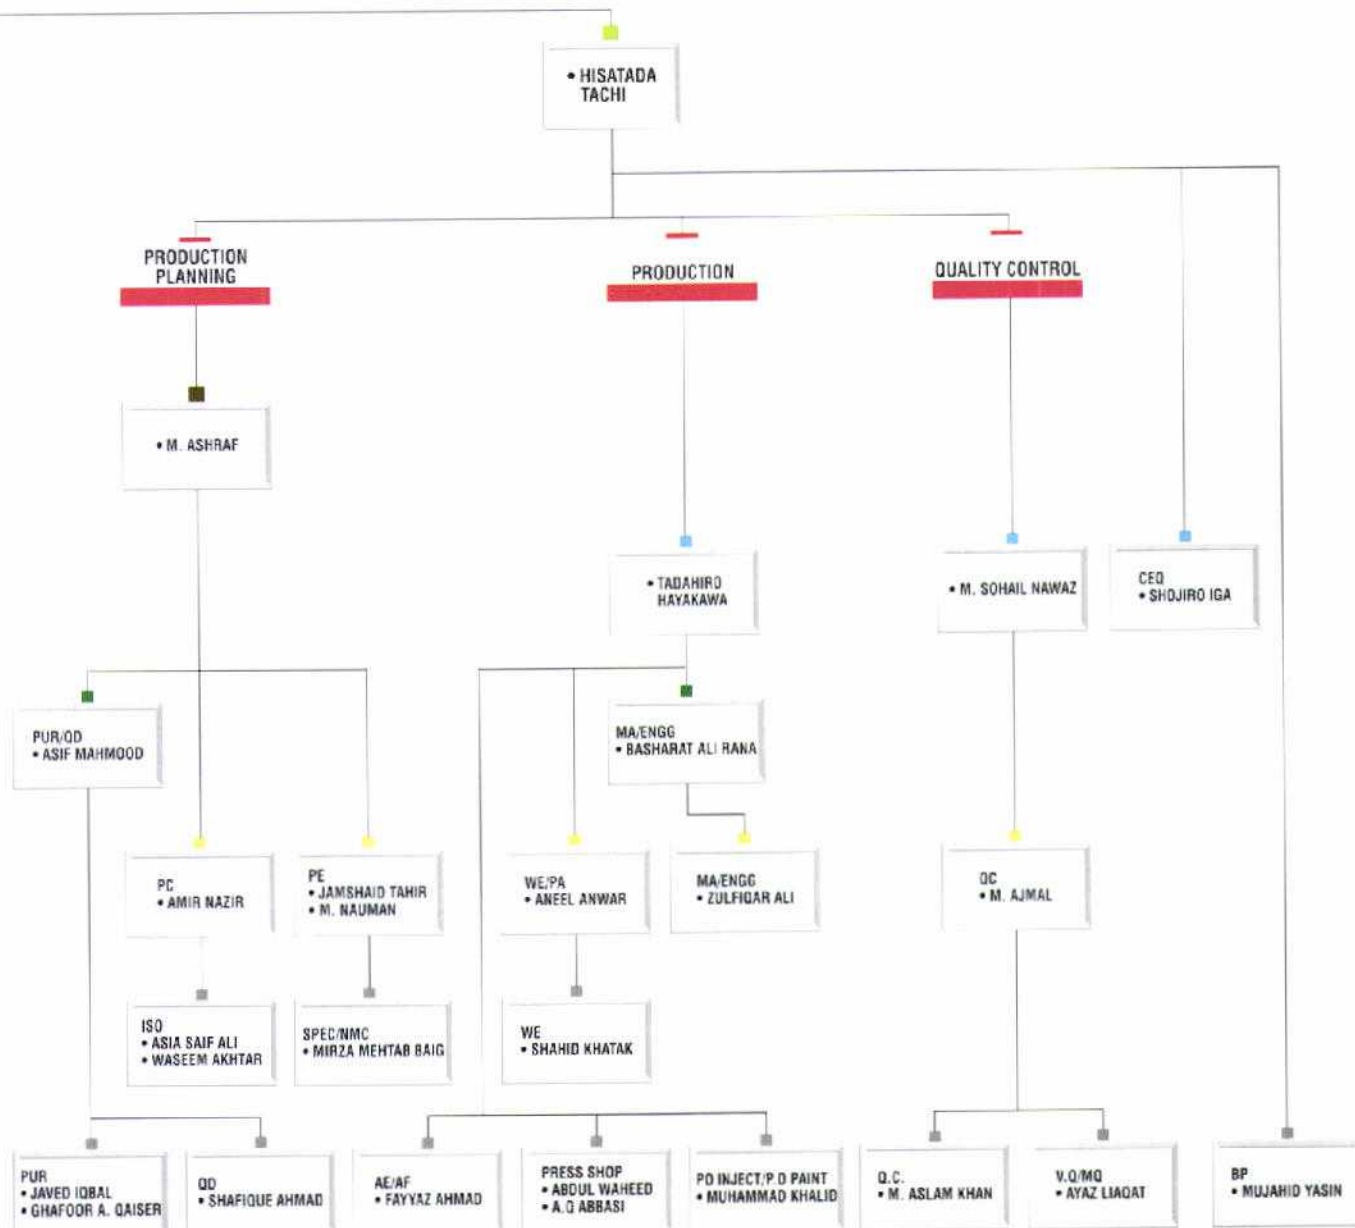 • HISATADA
TACHI
PRODUCTION
PLANNING
PRODUCTION
QUALITY CONTROL
• M. ASHRAF
• TADAHIRO
HAYAKAWA
• M. SOHAIL NAWAZ
CEQ
• SHOJIRO IGA
PUR/QD
• ASIF MAHMOOD
MA/ENGG
• BASHARAT ALI RANA
PC
• AMIR NAZIR
PE
• JAMSHAID TAHIR
• M. NAUMAN
WE/PA
• ANEEL ANWAR
MA/ENGG
• ZULFIQAR ALI
QC
• M. AJMAL
ISO
• ASIA SAIF ALI
• WASEEM AKHTAR
SPEC/NMC
• MIRZA MEHTAB BAIG
WE
• SHAHID KHATAK
PUR
• JAVED IQBAL
• GHAFOOR A. QAISER
QD
• SHAFIQUE AHMAD
AE/AF
• FAYYAZ AHMAD
PRESS SHOP
• ABDUL WAHEED
• A.Q ABBASI
PO INJECT/P.O PAINT
• MUHAMMAD KHALID
Q.C.
• M. ASLAM KHAN
V.Q/MQ
• AYAZ LIAQAT
BP
• MUJAHID YASIN